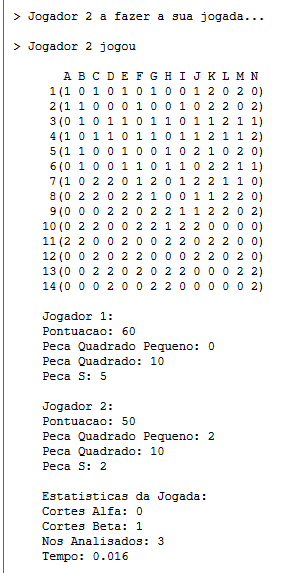 > Jogador 2 a fazer a sua jogada...
> Jogador 2 jogou
A B C D E F G H I J K L M N
1(1 0 1 0 1 0 1 0 0 1 2 0 2 0)
2(1 1 0 0 0 1 0 0 1 0 2 2 0 2)
3(0 1 0 1 1 0 1 1 0 1 1 2 1 1)
4(1 0 1 1 0 1 1 0 1 1 2 1 1 2)
5(1 1 0 0 1 0 0 1 0 2 1 0 2 0)
6(0 1 0 0 1 1 0 1 1 0 2 2 1 1)
7(1 0 2 2 0 1 2 0 1 2 2 1 1 0)
8(0 2 2 0 2 2 1 0 0 1 1 2 2 0)
9(0 0 0 2 2 0 2 2 1 1 2 2 0 2)
10(0 2 2 0 0 2 2 1 2 2 0 0 0 0)
11(2 2 0 0 2 0 0 2 2 0 2 2 0 0)
12(0 0 2 0 2 2 0 0 0 2 0 2 2 0)
13(0 0 2 2 0 2 0 2 2 0 0 0 2 2)
14(0 0 0 2 0 0 2 2 0 0 0 0 0 2)
Jogador 1:
Pontuacao: 60
Peca Quadrado Pequeno: 0
Peca Quadrado: 10
Peca S: 5
Jogador 2:
Pontuacao: 50
Peca Quadrado Pequeno: 2
Peca Quadrado: 10
Peca S: 2
Estatisticas da Jogada:
Cortes Alfa: 0
Cortes Beta: 1
Nos Analisados: 3
Tempo: 0.016